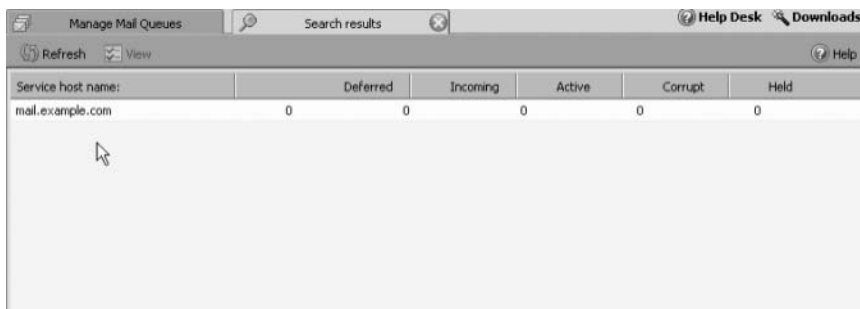 Manage Mail Queues Search results Help Desk Downloads
Refresh View Help
Service host name: Deferred Incoming Active Corrupt Held
mail.example.com 0 0 0 0 0